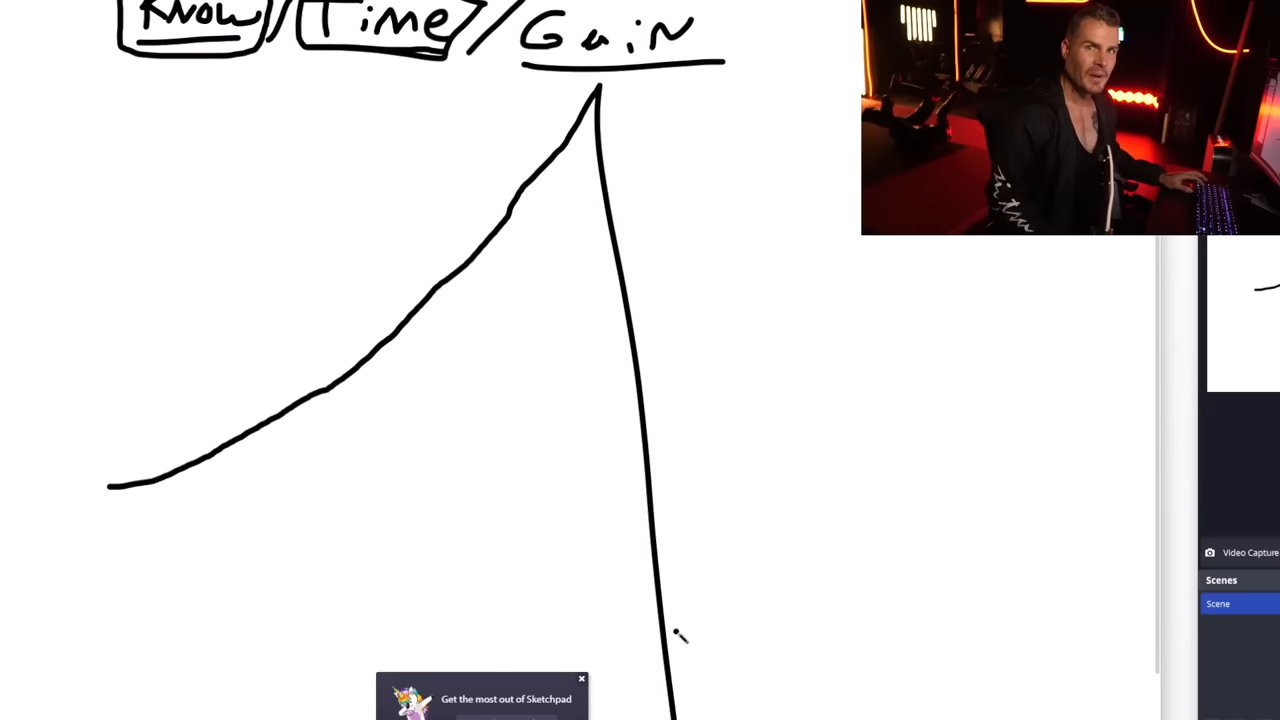 Know/Time/Gain
Get the most out of Sketchpad
Video Capture
Scenes
Scene